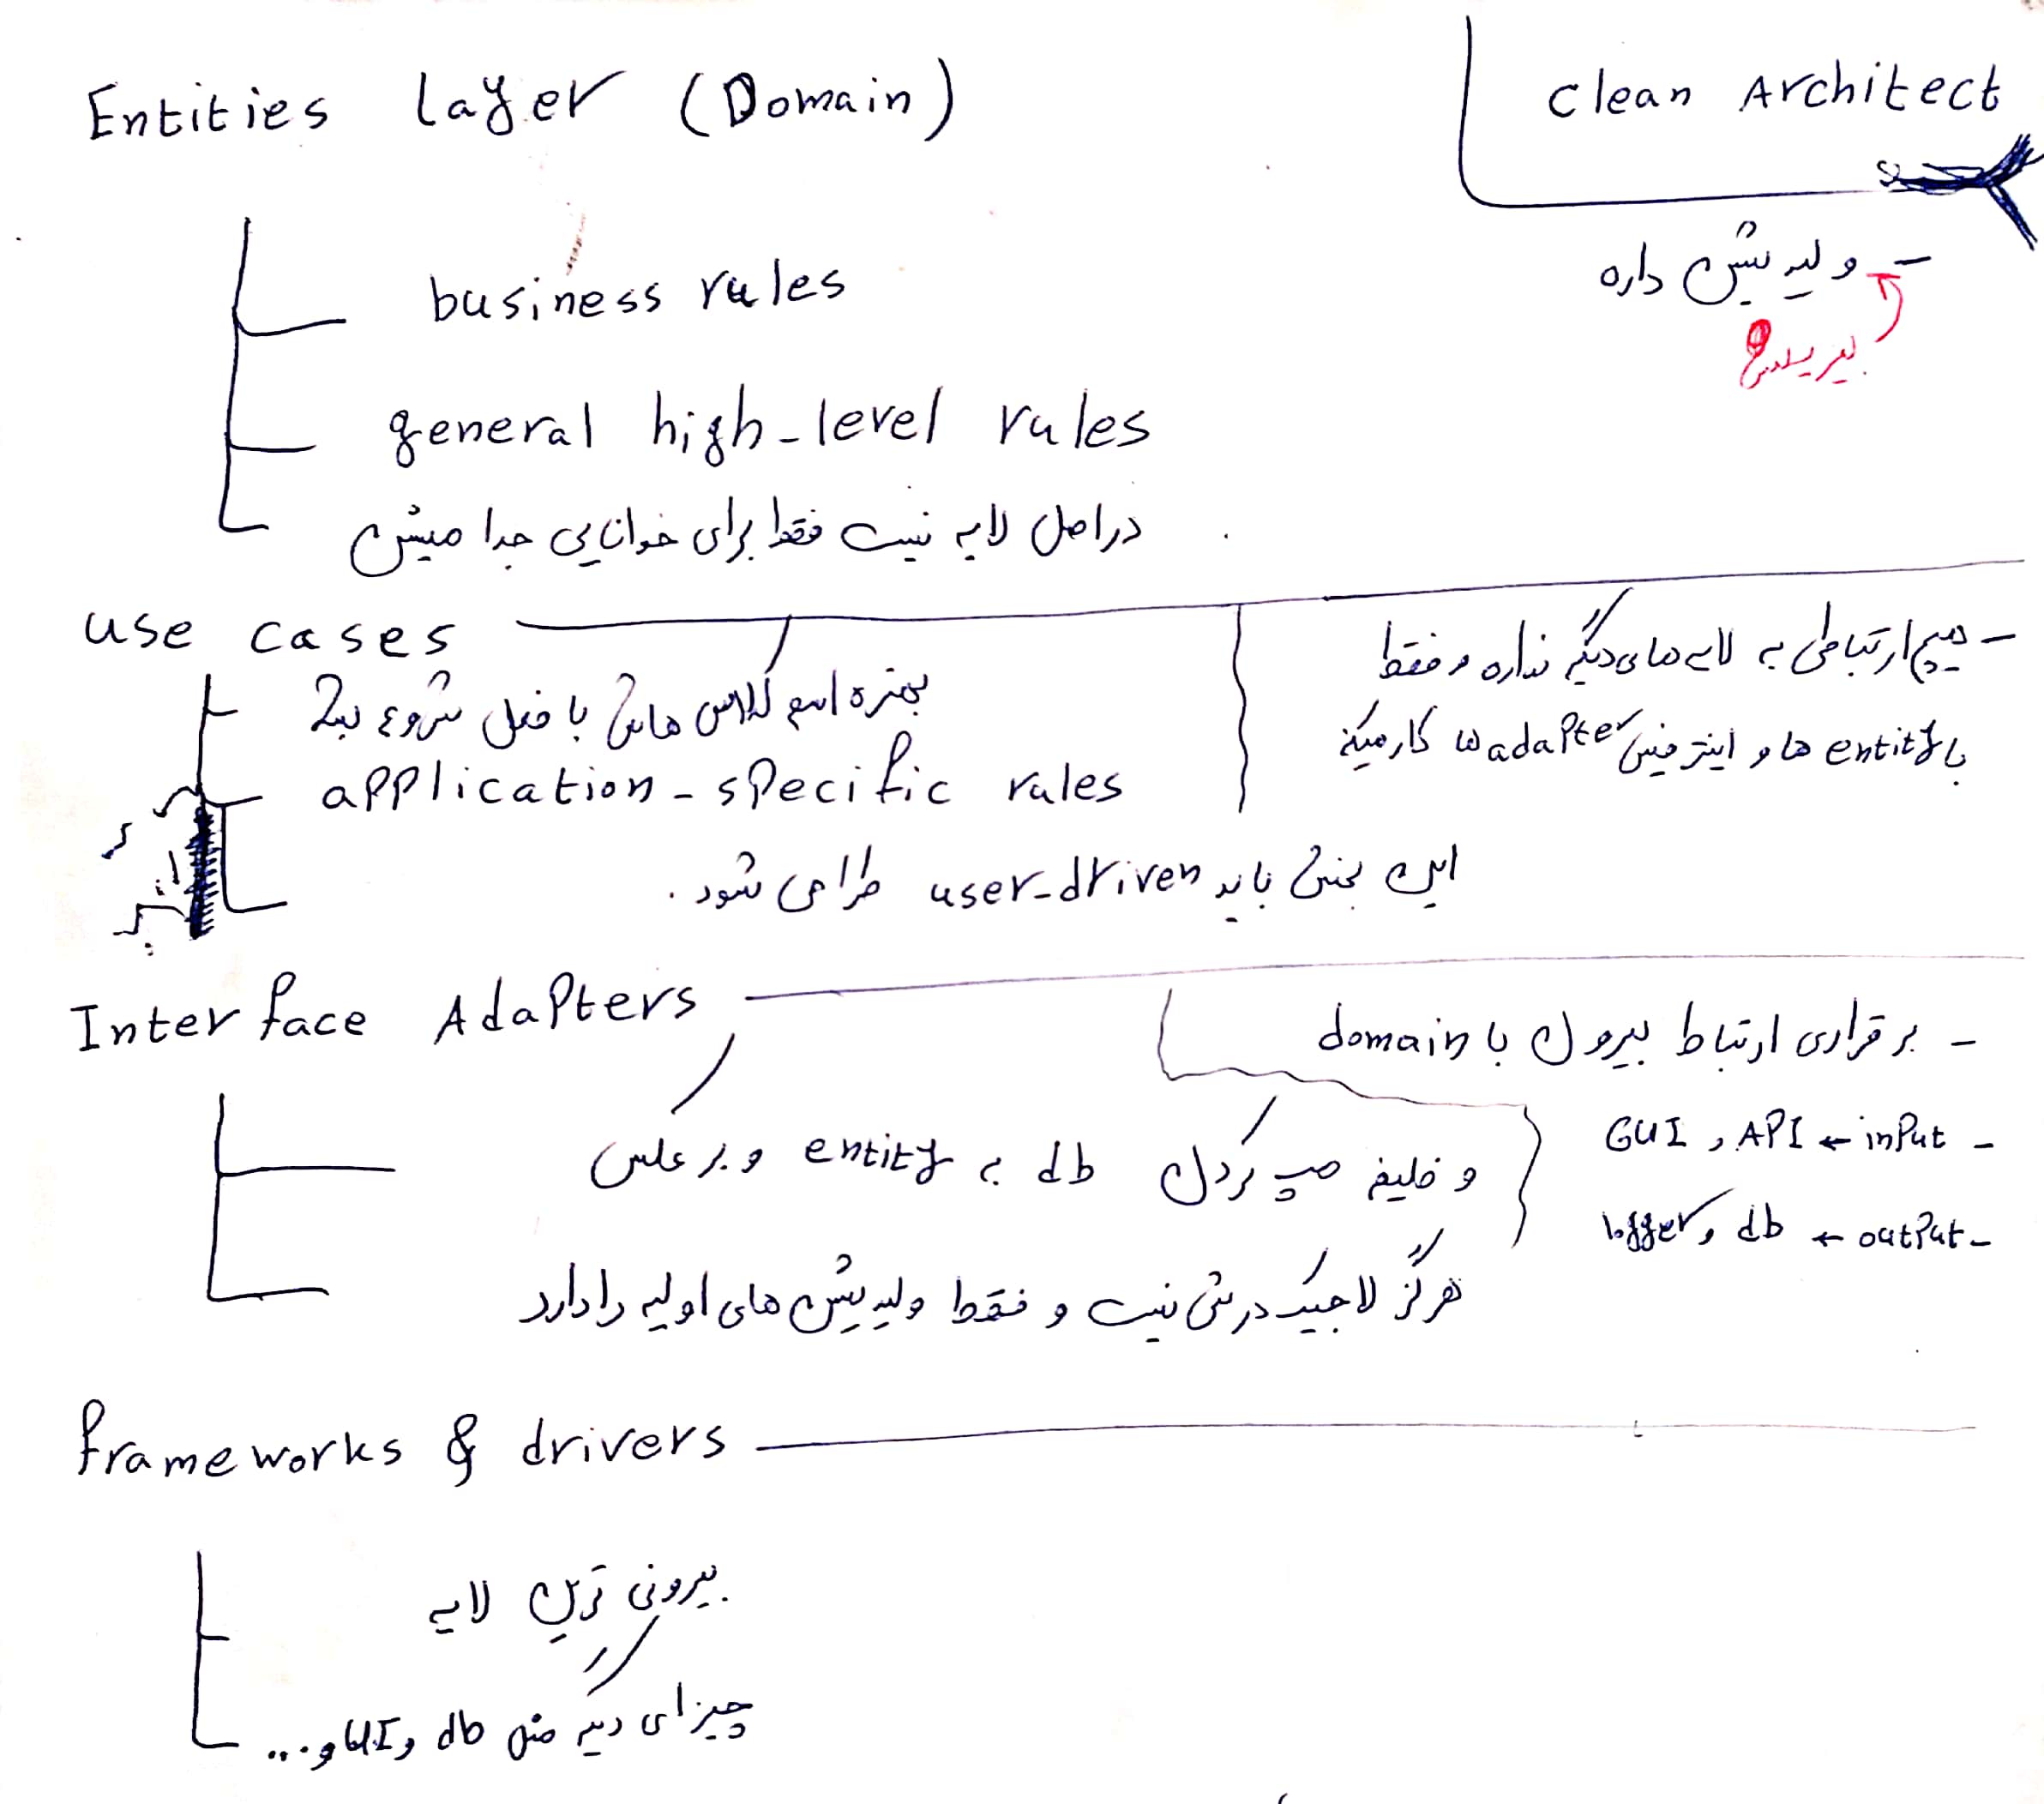 Clean Architect
Entities layer (Domain)
- ولیدیشن داره
business rules
general high-level rules
دراصل لایه نیست فقط برای خوانایی جدا میشن
use cases
- هیچ ارتباطی به لایه های دیگه نداره و فقط
با entity ها و اینترفیس adapter ها کار میکنه
بهتره اسم کلاس هاش با فعل شروع بشه
application-specific rules
این بخش باید user-driven طراحی شود.
Interface Adapters
- برقراری ارتباط بیرون با domain
- input ← GUI , API
- output ← logger, db
وظیفه مپ کردن db به entity و برعکس
هرگز لاجیک درش نیست و فقط ولیدیشن های اولیه را دارد
frameworks & drivers
بیرونی ترین لایه
چیزای دیگه مثل db و UI و...